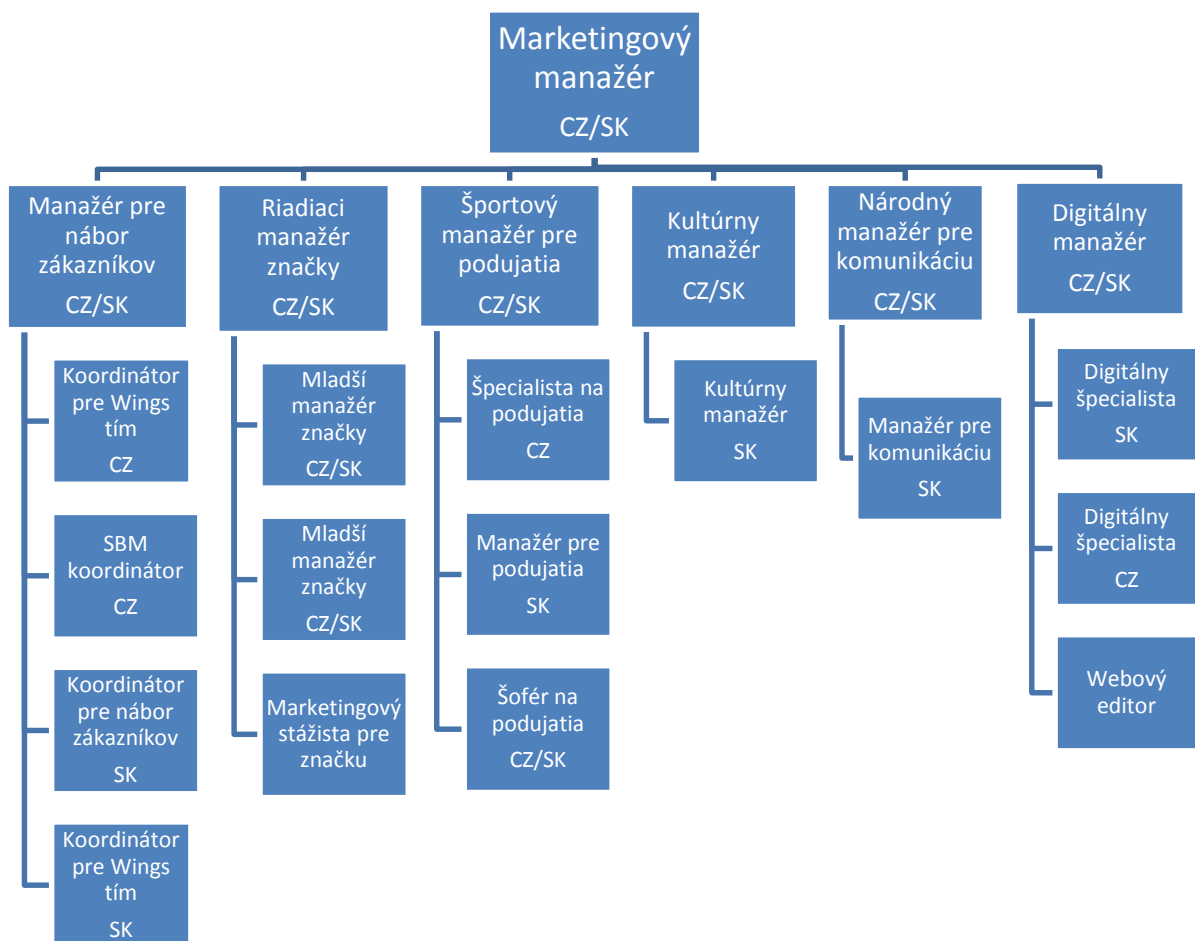 Marketingový
manažér
CZ/SK
Manažér pre
nábor
zákazníkov
CZ/SK
Koordinátor
pre Wings
tím
CZ
SBM
koordinátor
CZ
Koordinátor
pre nábor
zákazníkov
SK
Koordinátor
pre Wings
tím
SK
Riadiaci
manažér
značky
CZ/SK
Mladší
manažér
značky
CZ/SK
Mladší
manažér
značky
CZ/SK
Marketingový
stážista pre
značku
Športový
manažér pre
podujatia
CZ/SK
Špecialista na
podujatia
CZ
Manažér pre
podujatia
SK
Šofér na
podujatia
CZ/SK
Kultúrny
manažér
CZ/SK
Kultúrny
manažér
SK
Národný
manažér pre
komunikáciu
CZ/SK
Manažér pre
komunikáciu
SK
Digitálny
manažér
CZ/SK
Digitálny
špecialista
SK
Digitálny
špecialista
CZ
Webový
editor